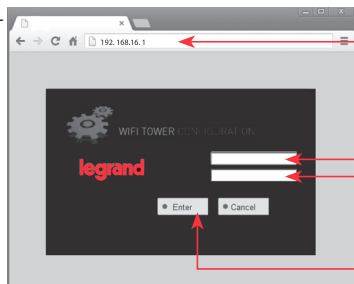 192. 168.16. 1
WIFI TOWER CONFIGURATION
legrand
Enter
Cancel